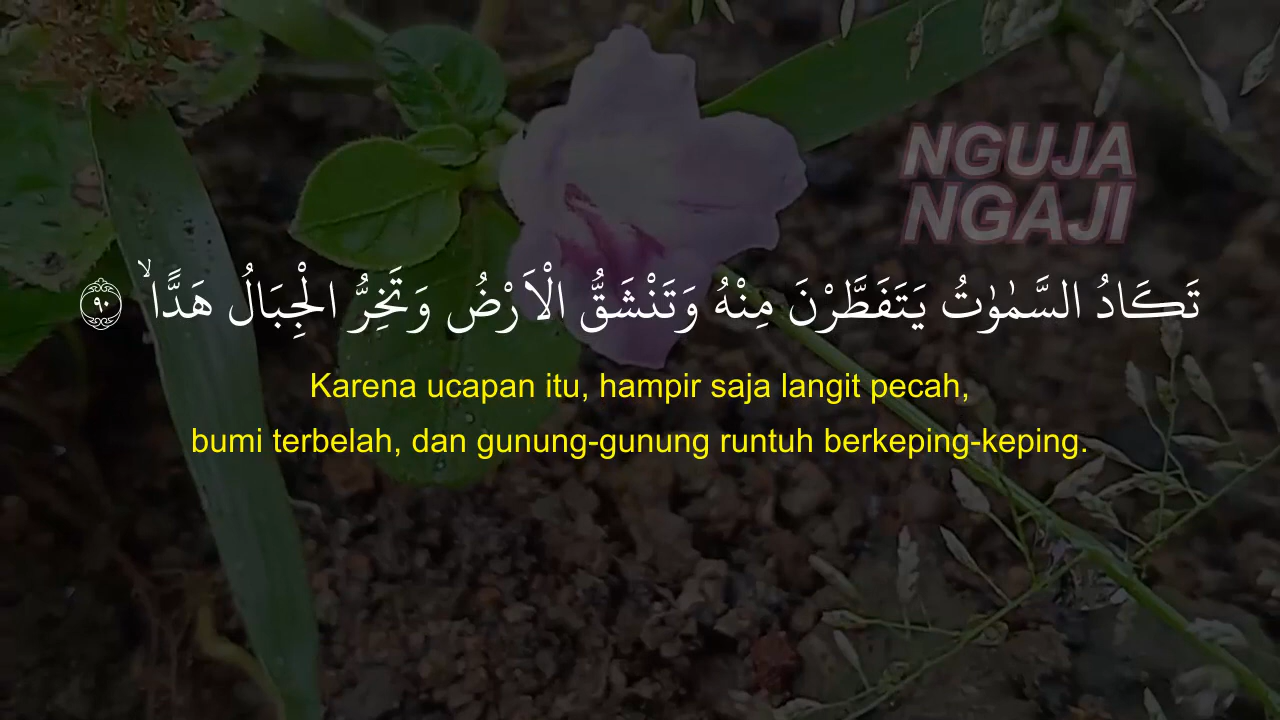 NGUJA
NGAJI
تَكَادُ السَّمٰوٰتُ يَتَفَطَّرْنَ مِنْهُ وَتَنْشَقُّ الْاَرْضُ وَتَخِرُّ الْجِبَالُ هَدًّاۙ ۝٩٠
Karena ucapan itu, hampir saja langit pecah,
bumi terbelah, dan gunung-gunung runtuh berkeping-keping.